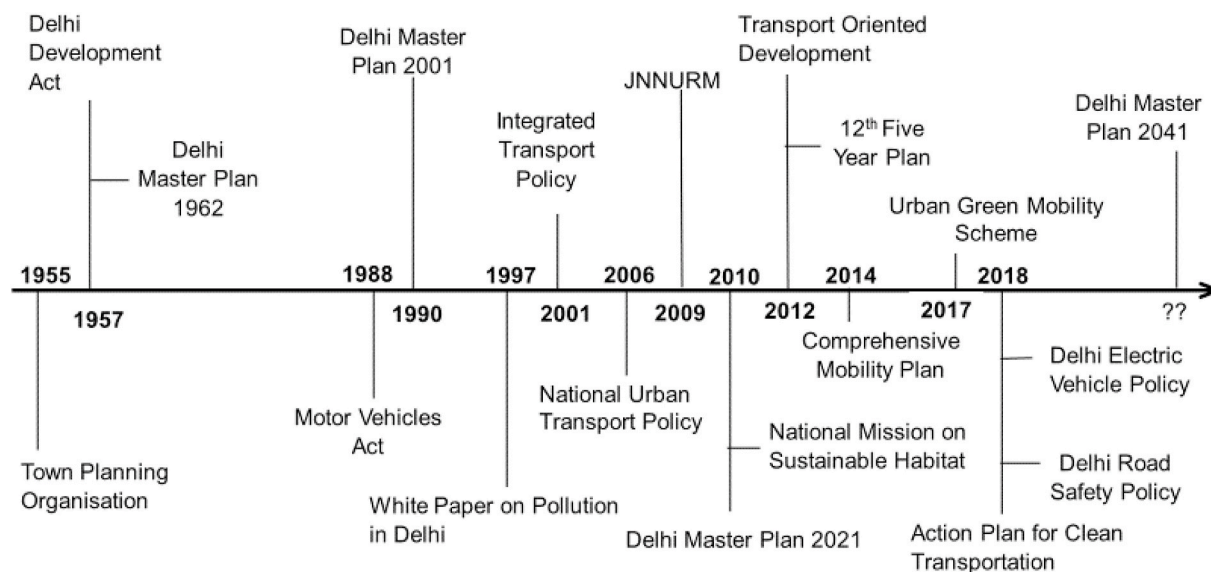 Delhi
Development
Act
Delhi
Master Plan
1962
Delhi Master
Plan 2001
Integrated
Transport
Policy
JNNURM
Transport Oriented
Development
12th Five
Year Plan
Urban Green Mobility
Scheme
Delhi Master
Plan 2041
1955
1988
1997
2006
2010
2014
2018
1957
1990
2001
2009
2012
2017
??
Town Planning
Organisation
Motor Vehicles
Act
White Paper on Pollution
in Delhi
National Urban
Transport Policy
National Mission on
Sustainable Habitat
Delhi Master Plan 2021
Comprehensive
Mobility Plan
Delhi Electric
Vehicle Policy
Delhi Road
Safety Policy
Action Plan for Clean
Transportation